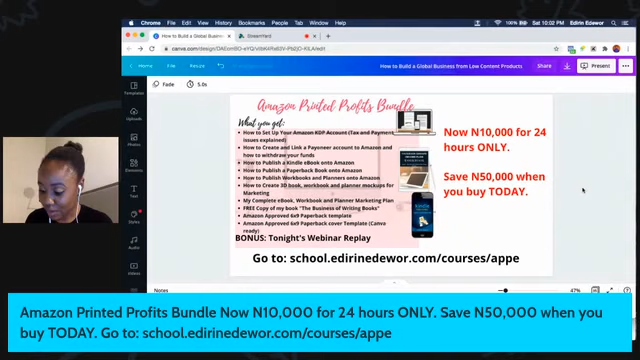 Chrome File Edit View History Bookmarks People Tab Window Help
100% Sat 10:02 PM Edirin Edewor
How to Build a Global Business
StreamYard
Home File Resize
How to Build a Global Business from Low Content Products
Share
Present
Templates
Uploads
Photos
Elements
Text
Styles
Audio
Videos
Fade 5.0s
Amazon Printed Profits Bundle
What you get:
• How to Set Up Your Amazon KDP Account (Tax and Payment
issues explained)
• How to Create and Link a Payoneer Account to Amazon and
how to withdraw your funds
• How to Publish a Kindle eBook onto Amazon
• How to Publish a Paperback Book onto Amazon
• How to Publish Workbooks and Planners onto Amazon
• How to Create 3D book, workbook and planner mockups for
Marketing
• My Complete eBook, Workbook and Planner Marketing Plan
• FREE Copy of my book "The Business of Writing Books"
• Amazon Approved 6x9 Paperback template
• Amazon Approved 6x9 Paperback cover Template (Canva
ready)
BONUS: Tonight's Webinar Replay
Now N10,000 for 24
hours ONLY.
Save N50,000 when
you buy TODAY.
Go to: school.edirinedewor.com/courses/appe
Notes
47%
Amazon Printed Profits Bundle Now N10,000 for 24 hours ONLY. Save N50,000 when you
buy TODAY. Go to: school.edirinedewor.com/courses/appe